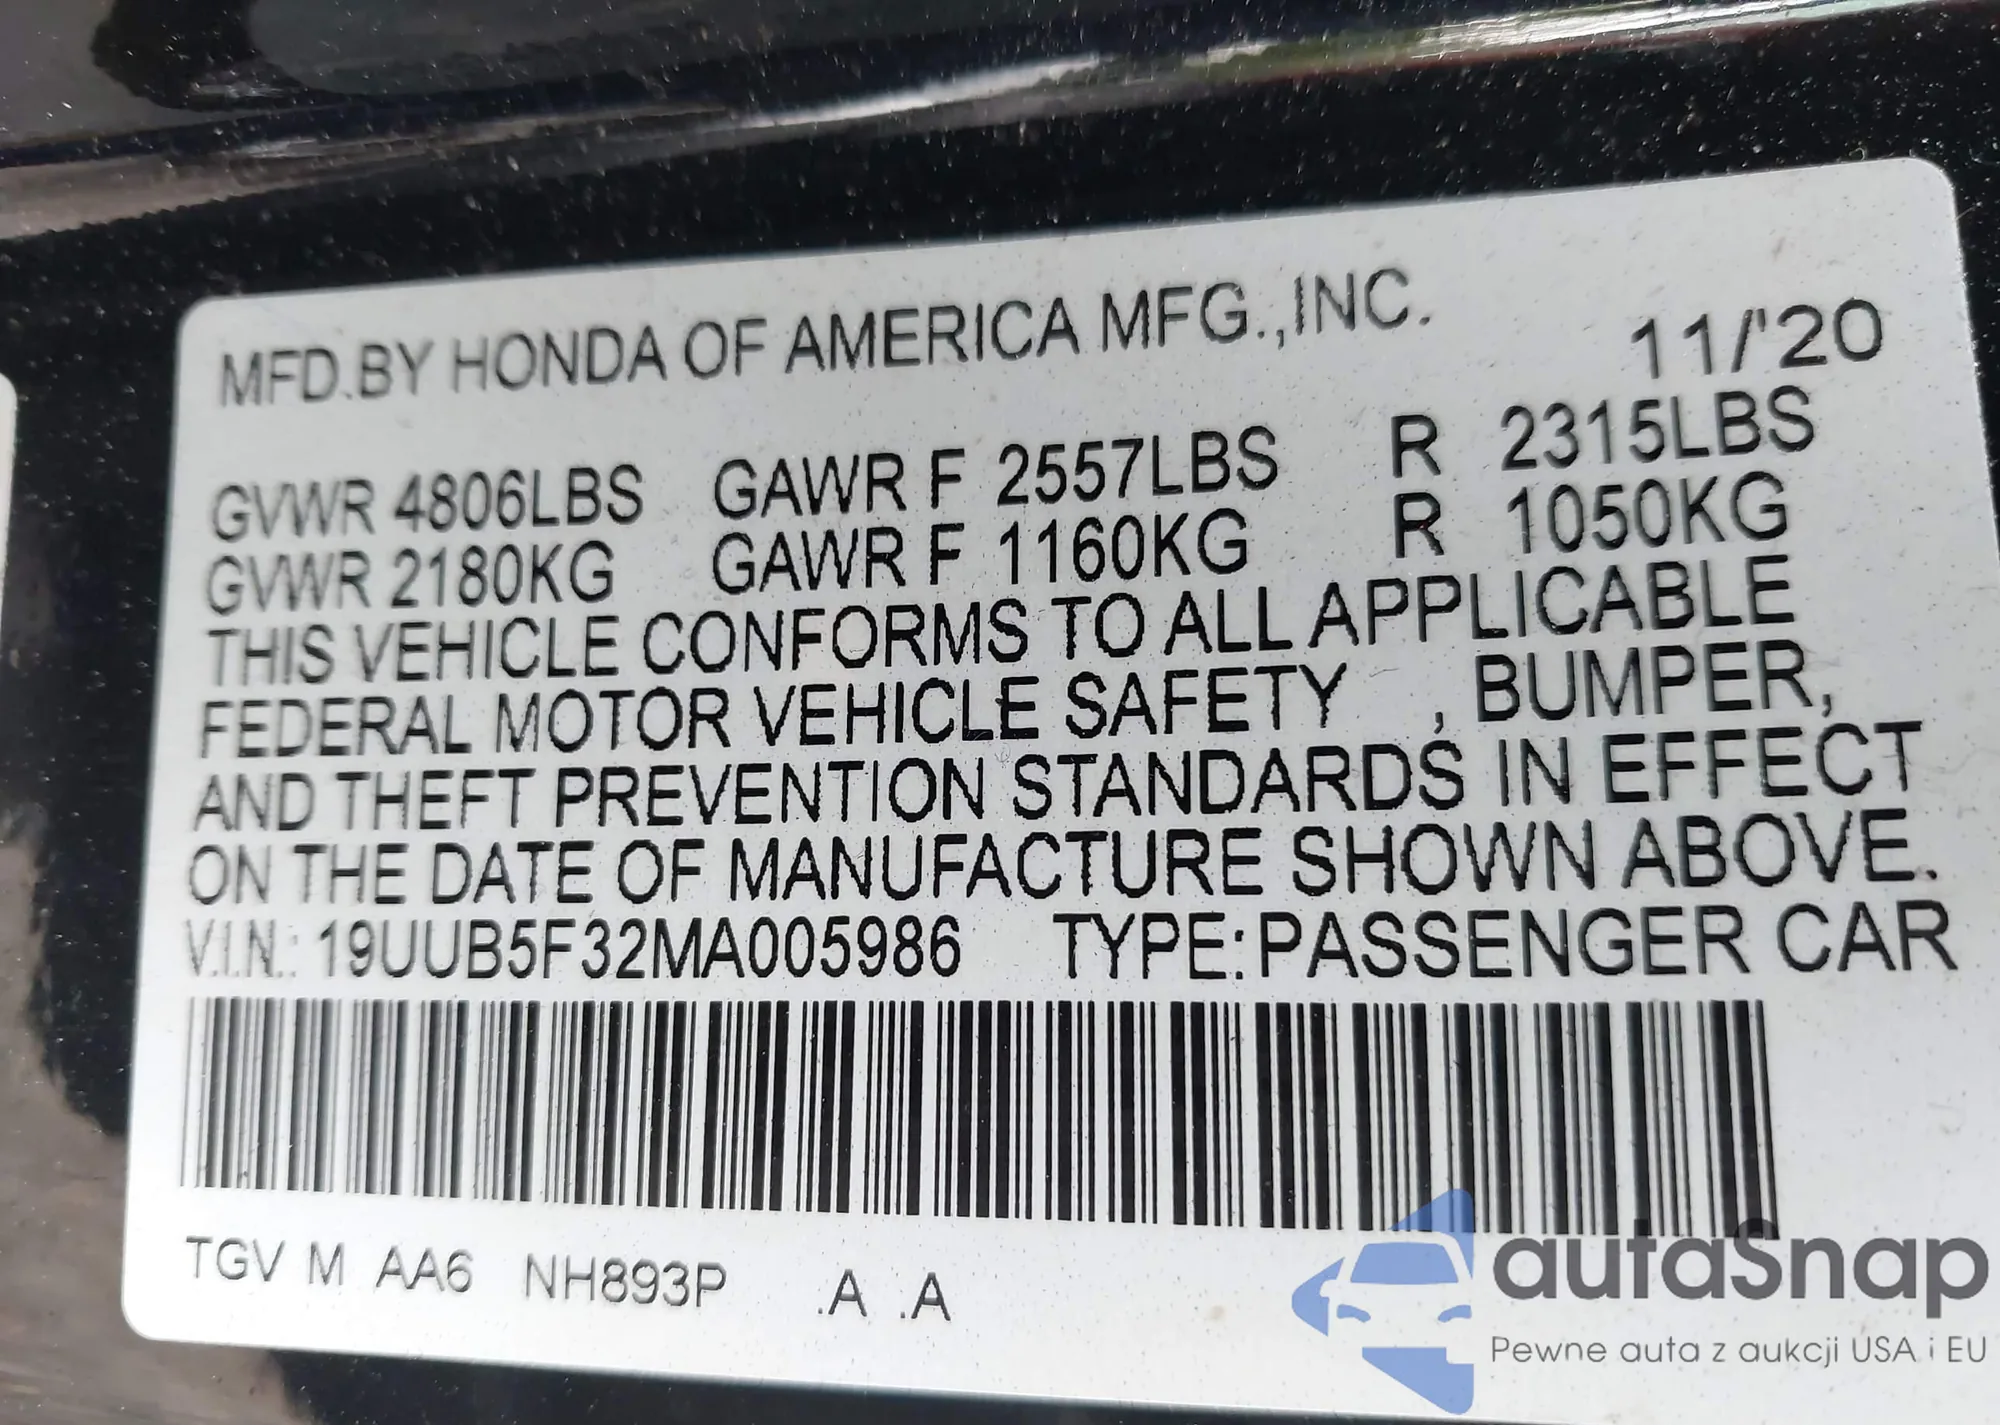 MFD.BY HONDA OF AMERICA MFG.,INC. 11/'20
GVWR 4806LBS GAWR F 2557LBS R 2315LBS
GVWR 2180KG GAWR F 1160KG R 1050KG
THIS VEHICLE CONFORMS TO ALL APPLICABLE
FEDERAL MOTOR VEHICLE SAFETY , BUMPER,
AND THEFT PREVENTION STANDARDS IN EFFECT
ON THE DATE OF MANUFACTURE SHOWN ABOVE.
V.I.N.: 19UUB5F32MA005986 TYPE:PASSENGER CAR
TGV M AA6 NH893P .A .A
autaSnap
Pewne auta z aukcji USA i EU